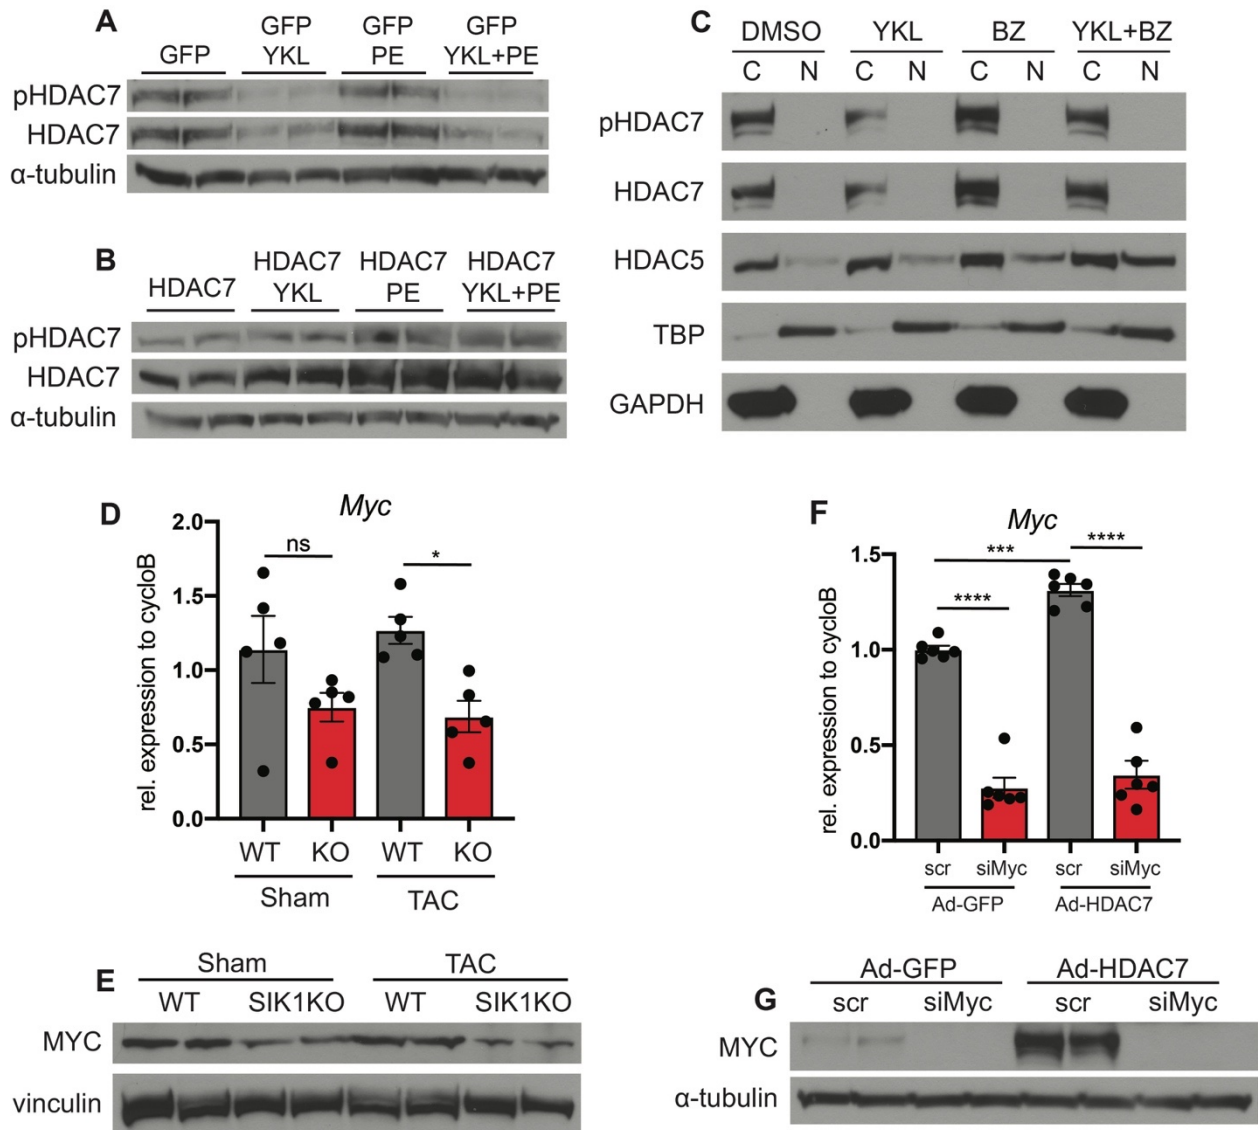 A
GFP
GFP
YKL
GFP
PE
GFP
YKL+PE
pHDAC7
HDAC7
α-tubulin
B
HDAC7
HDAC7
YKL
HDAC7
PE
HDAC7
YKL+PE
pHDAC7
HDAC7
α-tubulin
C
DMSO YKL BZ YKL+BZ
C N C N C N C N
pHDAC7
HDAC7
HDAC5
TBP
GAPDH
D
Myc
rel. expression to cycloB
2.0
1.5
1.0
0.5
0.0
ns
*
WT KO WT KO
Sham TAC
E
Sham TAC
WT SIK1KO WT SIK1KO
MYC
vinculin
F
Myc
rel. expression to cycloB
1.5
1.0
0.5
0.0
****
***
****
scr siMyc scr siMyc
Ad-GFP Ad-HDAC7
G
Ad-GFP Ad-HDAC7
scr siMyc scr siMyc
MYC
α-tubulin